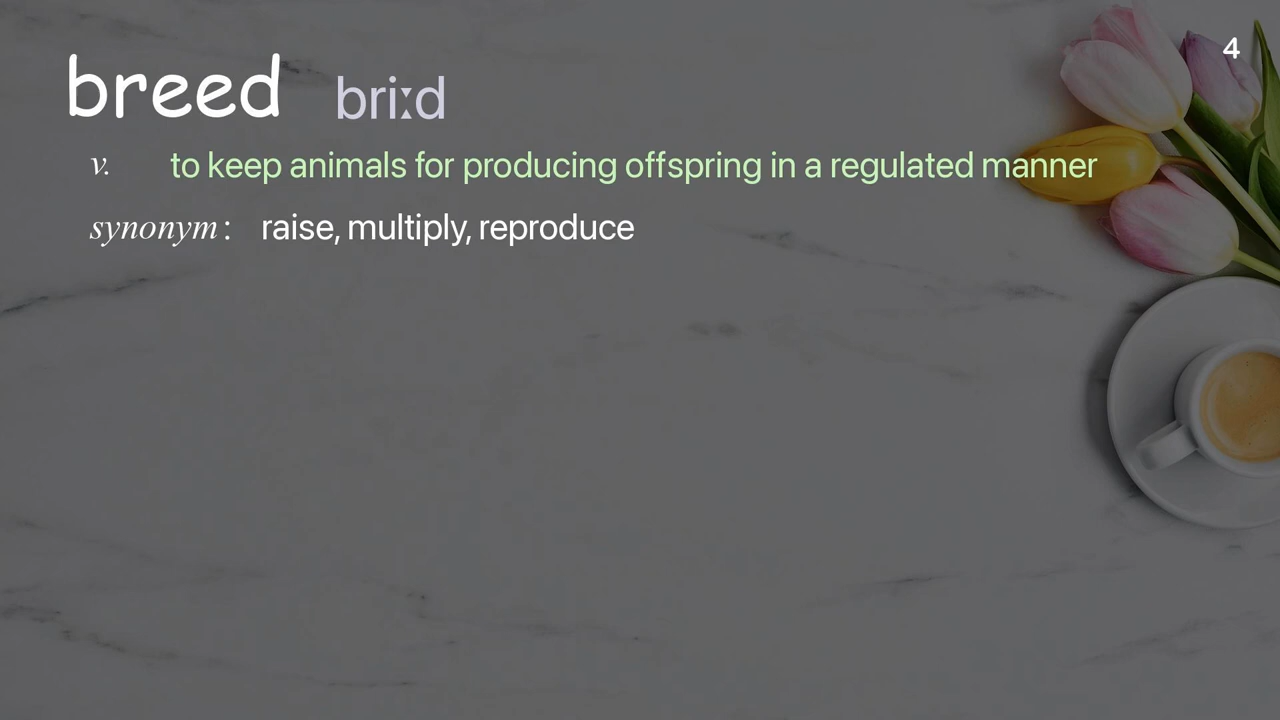 4
breed briːd
v. to keep animals for producing offspring in a regulated manner
synonym: raise, multiply, reproduce